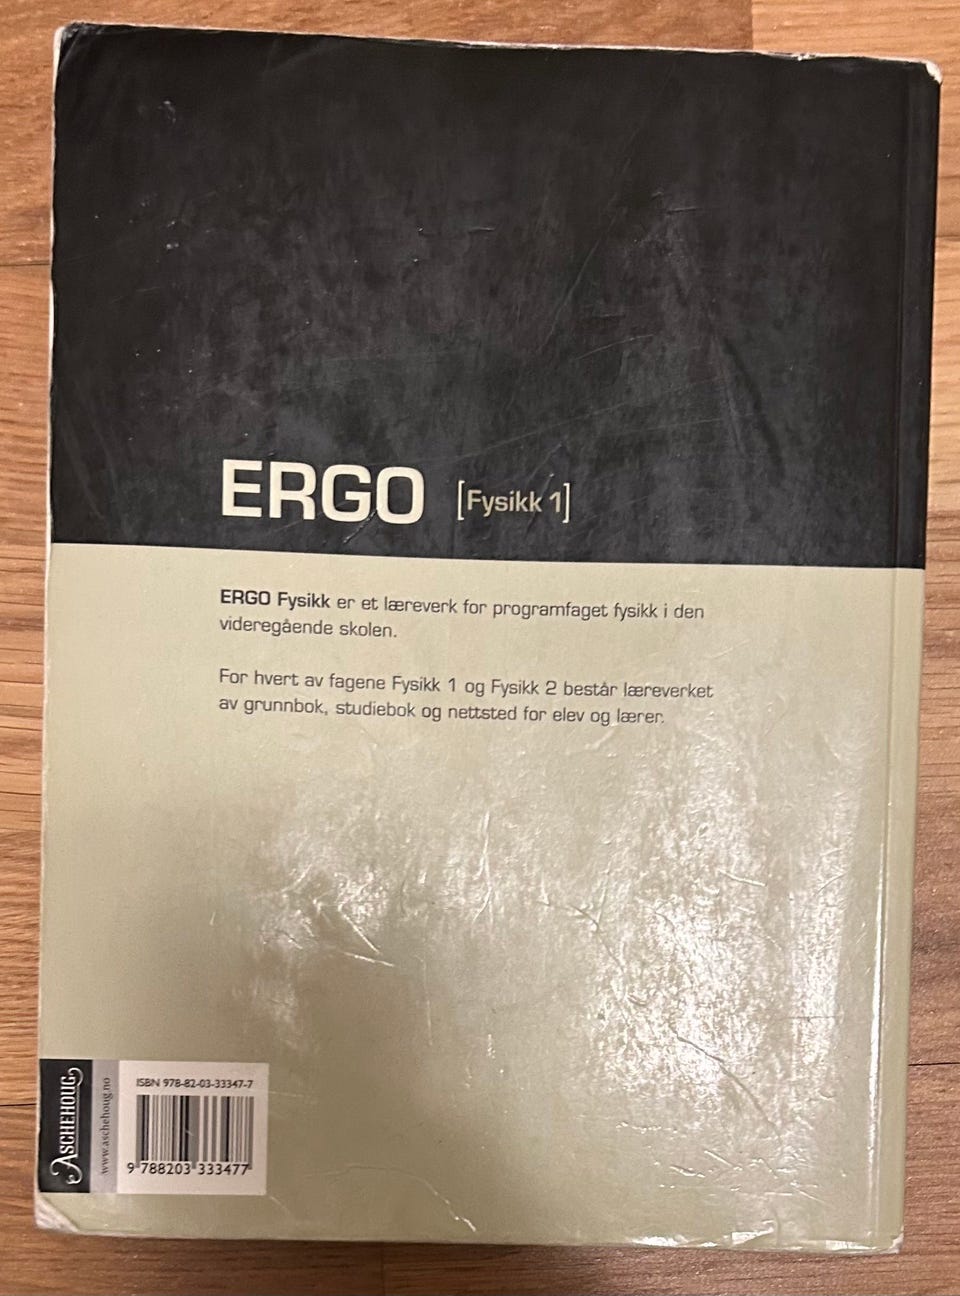 ERGO [Fysikk 1]
ERGO Fysikk er et læreverk for programfaget fysikk i den
videregående skolen.
For hvert av fagene Fysikk 1 og Fysikk 2 består læreverket
av grunnbok, studiebok og nettsted for elev og lærer.
ASCHEHOUG
www.aschehoug.no
ISBN 978-82-03-33347-7
9 788203 333477